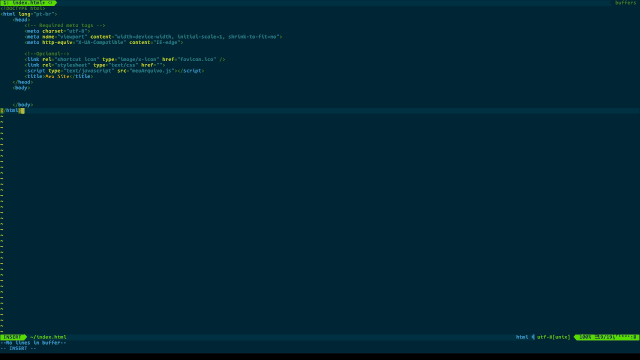 1: index.html+ buffers
<!DOCTYPE html>
<html lang="pt-br">
<head>
<!-- Required meta tags -->
<meta charset="utf-8">
<meta name="viewport" content="width=device-width, initial-scale=1, shrink-to-fit=no">
<meta http-equiv="X-UA-Compatible" content="IE-edge">
<!--Opcional-->
<link rel="shortcut icon" type="image/x-icon" href="favicon.ico" />
<link rel="stylesheet" type="text/css" href="">
<script type="text/javascript" src="meuArquivo.js"></script>
<title>Meu Site</title>
</head>
<body>
</body>
</html>
INSERT ~/index.html html utf-8[unix] 100%
--No lines in buffer--
-- INSERT --